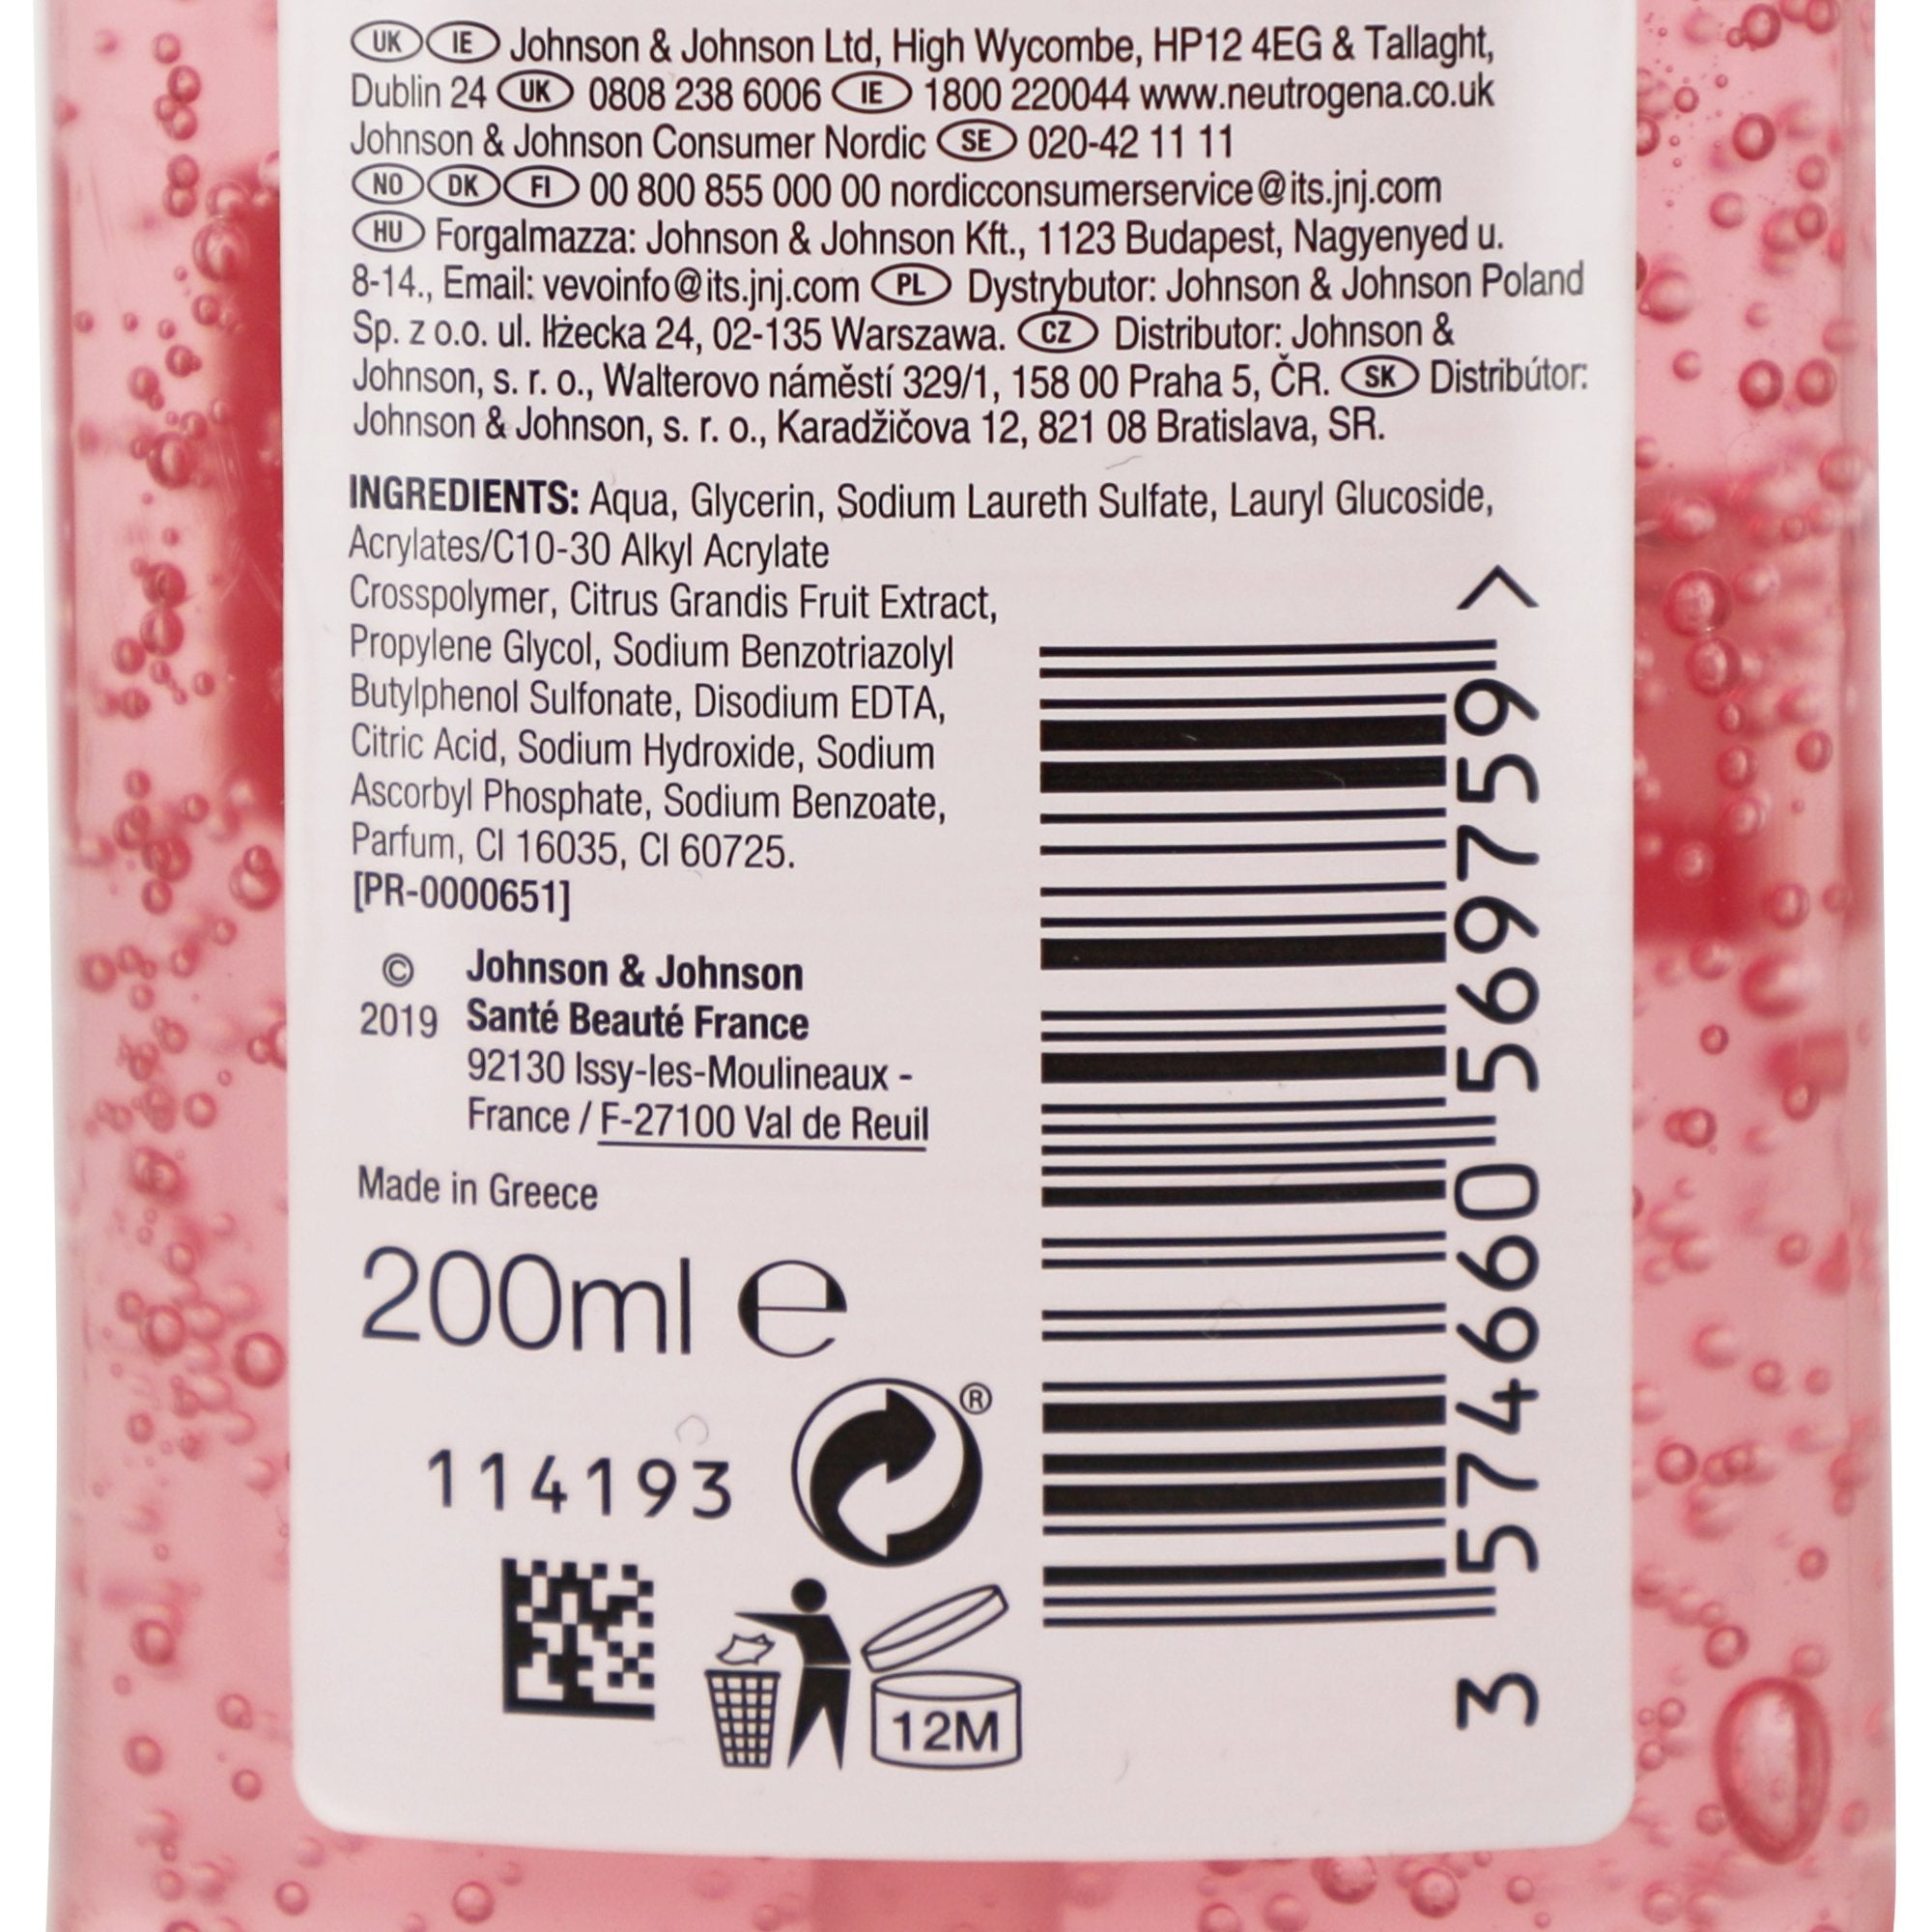 UK IE Johnson & Johnson Ltd, High Wycombe, HP12 4EG & Tallaght,
Dublin 24 UK 0808 238 6006 IE 1800 220044 www.neutrogena.co.uk
Johnson & Johnson Consumer Nordic SE 020-42 11 11
NO DK FI 00 800 855 000 00 nordicconsumerservice@its.jnj.com
HU Forgalmazza: Johnson & Johnson Kft., 1123 Budapest, Nagyenyed u.
8-14., Email: vevoinfo@its.jnj.com PL Dystrybutor: Johnson & Johnson Poland
Sp. z o.o. ul. Iłżecka 24, 02-135 Warszawa. CZ Distributor: Johnson &
Johnson, s. r. o., Walterovo náměstí 329/1, 158 00 Praha 5, ČR. SK Distribútor:
Johnson & Johnson, s. r. o., Karadžičova 12, 821 08 Bratislava, SR.
INGREDIENTS: Aqua, Glycerin, Sodium Laureth Sulfate, Lauryl Glucoside,
Acrylates/C10-30 Alkyl Acrylate
Crosspolymer, Citrus Grandis Fruit Extract,
Propylene Glycol, Sodium Benzotriazolyl
Butylphenol Sulfonate, Disodium EDTA,
Citric Acid, Sodium Hydroxide, Sodium
Ascorbyl Phosphate, Sodium Benzoate,
Parfum, CI 16035, CI 60725.
[PR-0000651]
© Johnson & Johnson
2019 Santé Beauté France
92130 Issy-les-Moulineaux -
France / F-27100 Val de Reuil
Made in Greece
200ml e
114193
®
12M
3 574660 569759 >